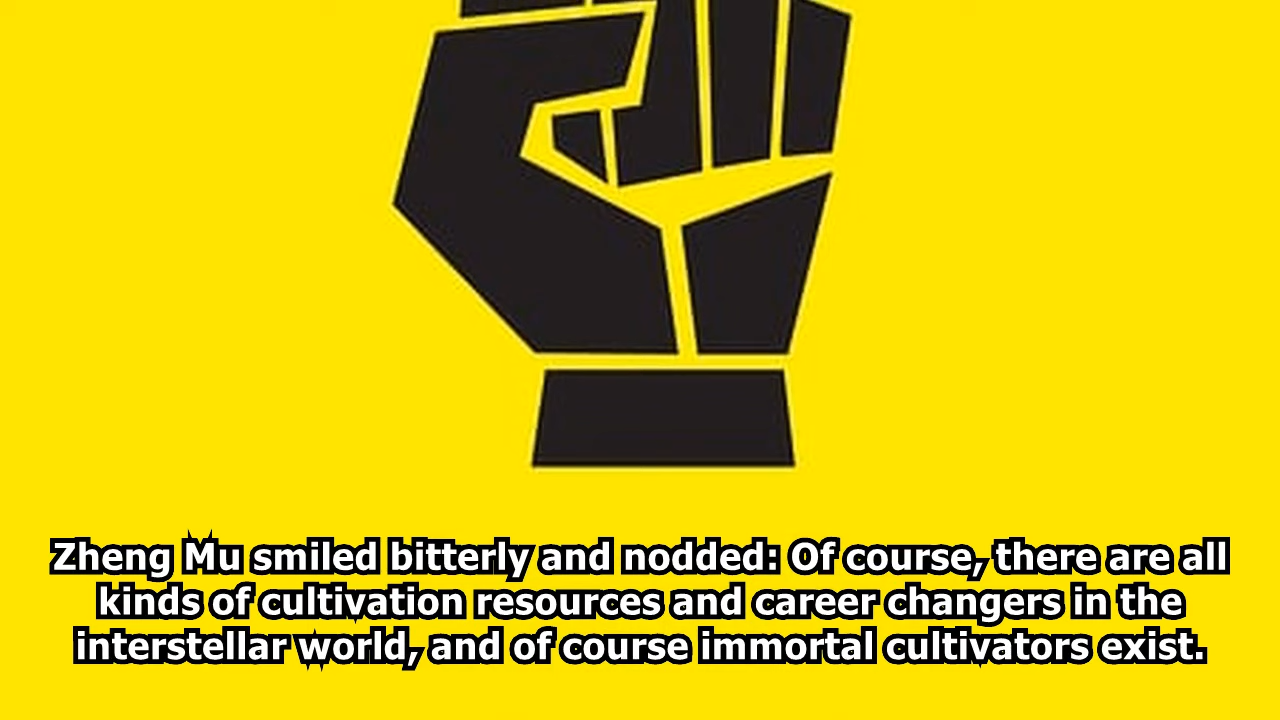 Zheng Mu smiled bitterly and nodded: Of course, there are all
kinds of cultivation resources and career changers in the
interstellar world, and of course immortal cultivators exist.